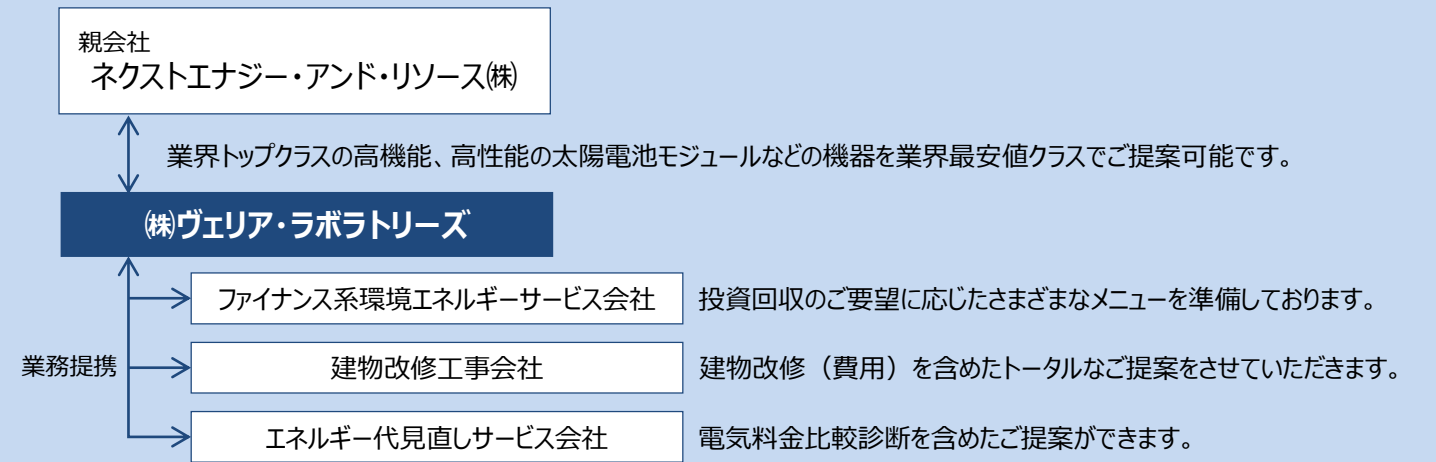 親会社
ネクストエナジー・アンド・リソース㈱
業界トップクラスの高機能、高性能の太陽電池モジュールなどの機器を業界最安値クラスでご提案可能です。
㈱ヴェリア・ラボラトリーズ
ファイナンス系環境エネルギーサービス会社 投資回収のご要望に応じたさまざまなメニューを準備しております。
業務提携 建物改修工事会社 建物改修（費用）を含めたトータルなご提案をさせていただきます。
エネルギー代見直しサービス会社 電気料金比較診断を含めたご提案ができます。